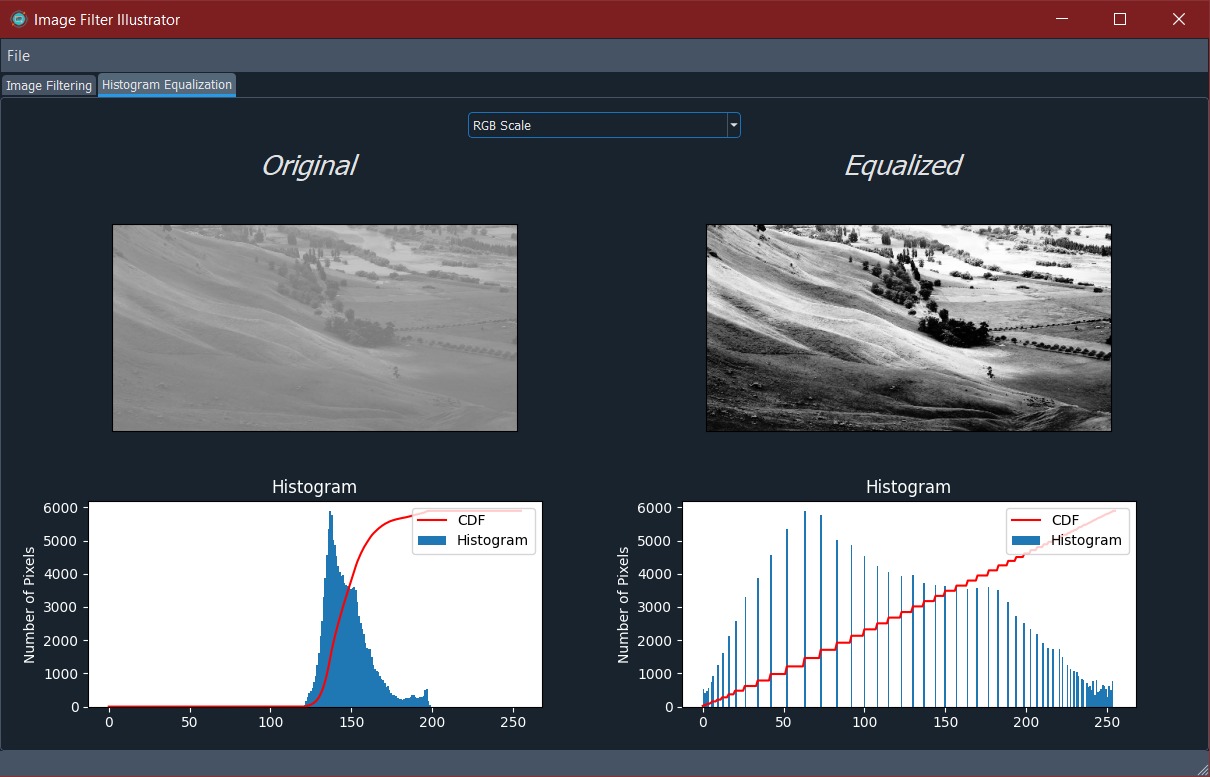 Image Filter Illustrator
File
Image Filtering
Histogram Equalization
RGB Scale
Original
Equalized
Histogram
Number of Pixels
6000
5000
4000
3000
2000
1000
0
CDF
Histogram
0
50
100
150
200
250
Histogram
Number of Pixels
6000
5000
4000
3000
2000
1000
0
CDF
Histogram
0
50
100
150
200
250